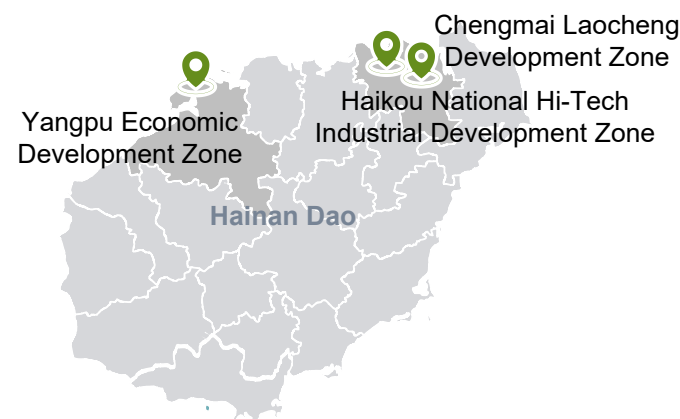 Chengmai Laocheng
Development Zone
Haikou National Hi-Tech
Industrial Development Zone
Yangpu Economic
Development Zone
Hainan Dao